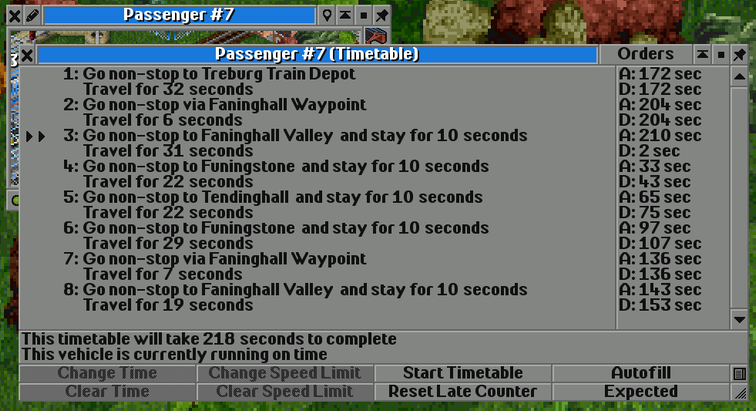 Passenger #7
Passenger #7 (Timetable) Orders
1: Go non-stop to Treburg Train Depot A: 172 sec
Travel for 32 seconds D: 172 sec
2: Go non-stop via Faninghall Waypoint A: 204 sec
Travel for 6 seconds D: 204 sec
3: Go non-stop to Faninghall Valley and stay for 10 seconds A: 210 sec
Travel for 31 seconds D: 2 sec
4: Go non-stop to Funingstone and stay for 10 seconds A: 33 sec
Travel for 22 seconds D: 43 sec
5: Go non-stop to Tendinghall and stay for 10 seconds A: 65 sec
Travel for 22 seconds D: 75 sec
6: Go non-stop to Funingstone and stay for 10 seconds A: 97 sec
Travel for 29 seconds D: 107 sec
7: Go non-stop via Faninghall Waypoint A: 136 sec
Travel for 7 seconds D: 136 sec
8: Go non-stop to Faninghall Valley and stay for 10 seconds A: 143 sec
Travel for 19 seconds D: 153 sec
This timetable will take 218 seconds to complete
This vehicle is currently running on time
Change Time Change Speed Limit Start Timetable Autofill
Clear Time Clear Speed Limit Reset Late Counter Expected